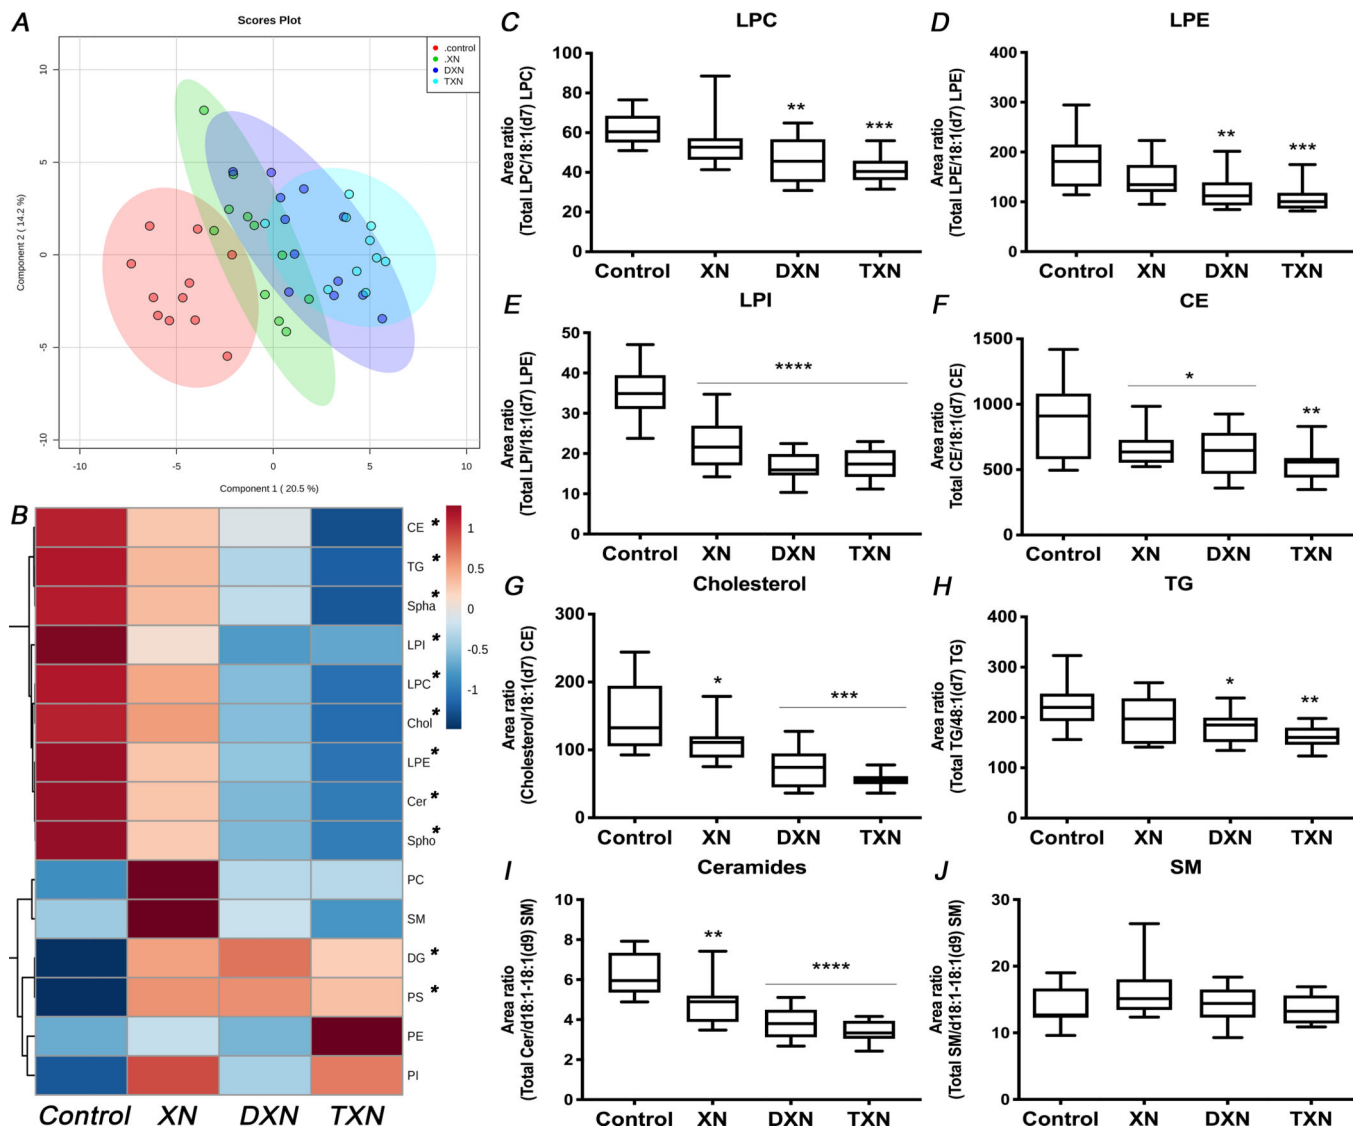 A
Scores Plot
.control
.XN
DXN
TXN
Component 2 ( 14.2 %)
10
5
0
-5
-10
-10
-5
0
5
10
Component 1 ( 20.5 %)
B
CE *
TG *
Spha *
LPI *
LPC *
Chol *
LPE *
Cer *
Spho *
PC
SM
DG *
PS *
PE
PI
1
0.5
0
-0.5
-1
Control XN DXN TXN
C
LPC
Area ratio
(Total LPC/18:1(d7) LPC)
100
80
60
40
20
0
**
***
Control XN DXN TXN
D
LPE
Area ratio
(Total LPE/18:1(d7) LPE)
400
300
200
100
0
**
***
Control XN DXN TXN
E
LPI
Area ratio
(Total LPI/18:1(d7) LPE)
50
40
30
20
10
0
****
Control XN DXN TXN
F
CE
Area ratio
Total CE/18:1(d7) CE)
1500
1000
500
0
*
**
Control XN DXN TXN
G
Cholesterol
Area ratio
(Cholesterol/18:1(d7) CE)
300
200
100
0
*
***
Control XN DXN TXN
H
TG
Area ratio
(Total TG/48:1(d7) TG)
400
300
200
100
0
*
**
Control XN DXN TXN
I
Ceramides
Area ratio
(Total Cer/d18:1-18:1(d9) SM)
10
8
6
4
2
0
**
****
Control XN DXN TXN
J
SM
Area ratio
(Total SM/d18:1-18:1(d9) SM)
30
20
10
0
Control XN DXN TXN